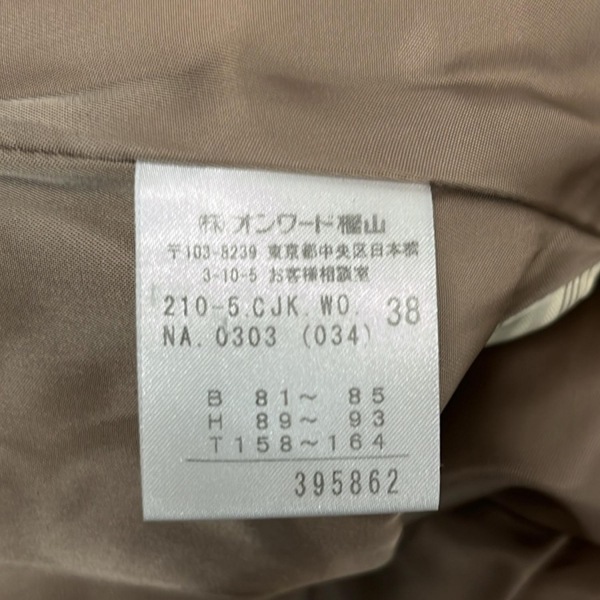 ㈱ オンワード樫山
〒103-8239 東京都中央区日本橋
3-10-5 お客様相談室
210-5.CJK.WO. 38
NA. 0303 (034)
B 81～ 85
H 89～ 93
T158～164
395862